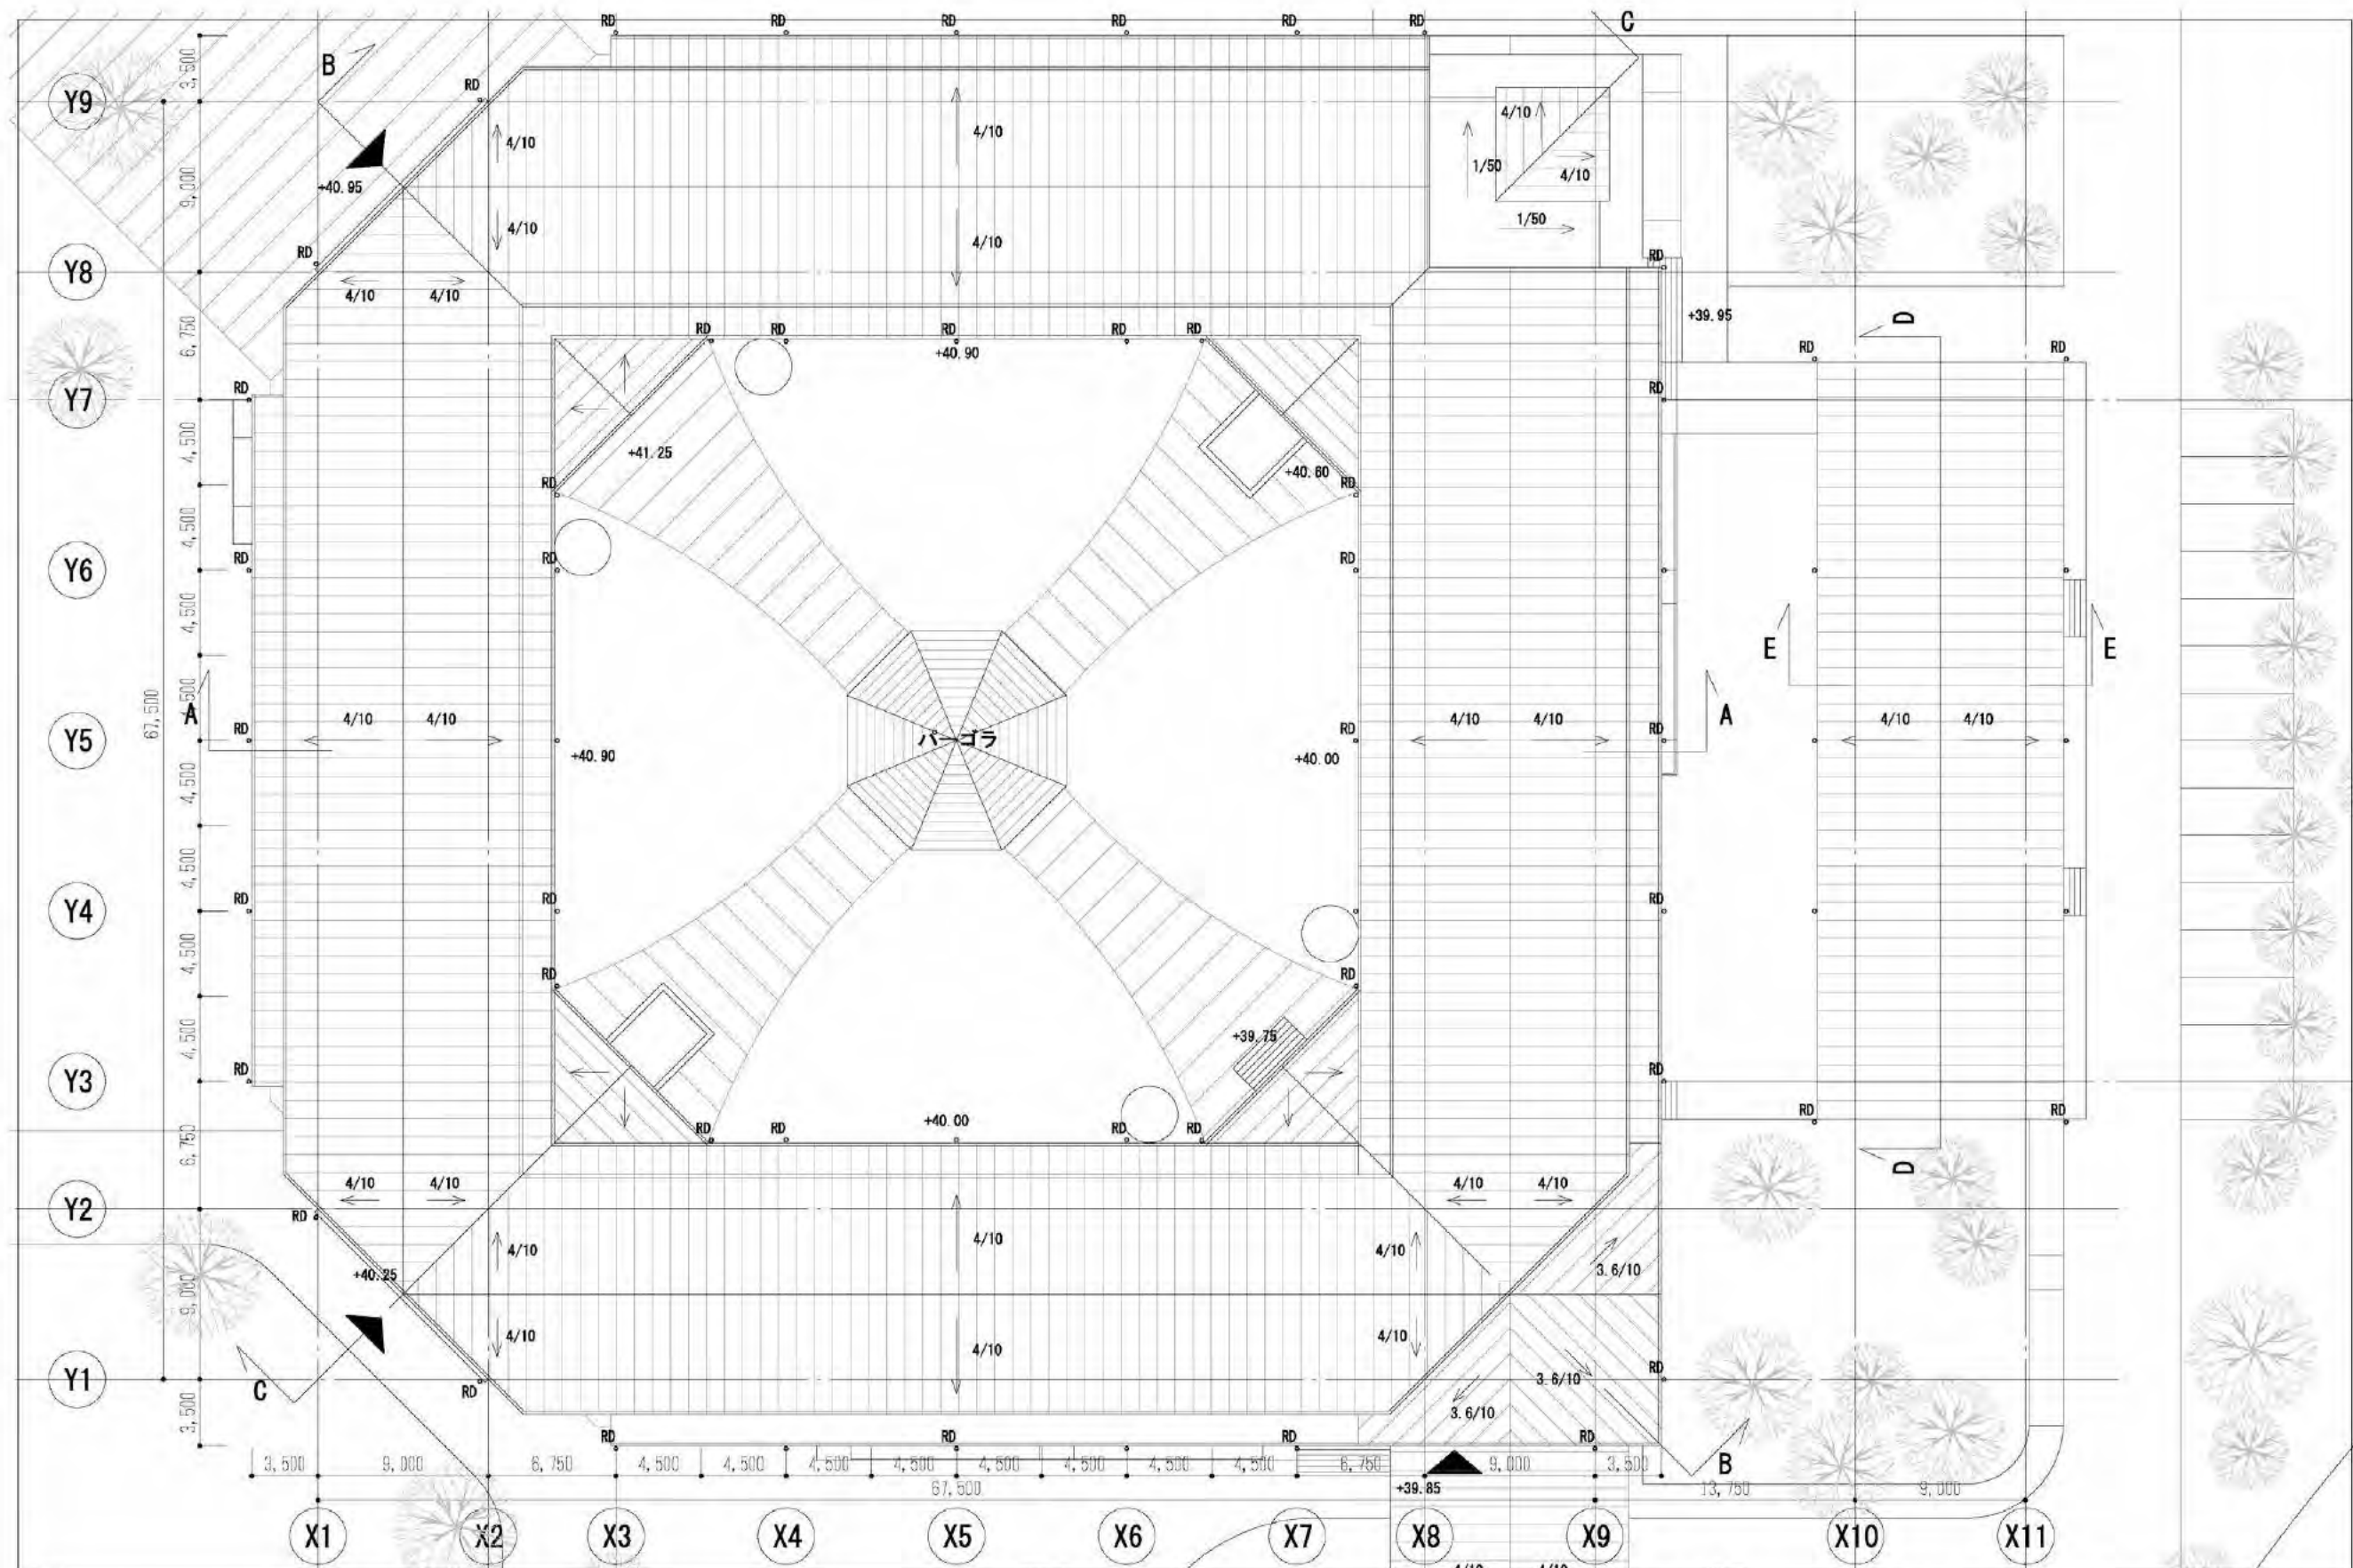 RD RD RD RD RD RD
C
B
Y9
RD
3,500
4/10
4/10
4/10
4/10
1/50
4/10
+40.95
9,000
4/10
4/10
1/50
RD
RD
Y8
4/10 4/10
+39.95
D
6,750
RD RD RD RD RD
+40.90
RD RD
Y7
RD
RD
4,500
+41.25
+40.60
RD
RD
4,500
Y6
RD
RD
RD
4,500
E
E
67,500
4,500
A
A
4/10 4/10
4/10 4/10
4/10 4/10
Y5
RD
パーゴラ
RD
RD
+40.90
+40.00
4,500
4,500
Y4
RD
RD
RD
4,500
RD
RD
4,500
+39.75
Y3
RD
RD
RD RD
+40.00
RD RD
RD RD
6,750
D
4/10 4/10
4/10 4/10
Y2
RD
4/10
4/10
4/10
3.6/10
+40.25
9,000
4/10
4/10
4/10
3.6/10
RD
Y1
RD
C
3.6/10
3,500
RD RD RD RD RD
B
3,500 9,000 6,750 4,500 4,500 4,500 4,500 4,500 4,500 4,500 4,500 6,750 9,000 3,500
67,500
+39.85
13,750 9,000
X1 X2 X3 X4 X5 X6 X7 X8 X9 X10 X11
4/10 4/10